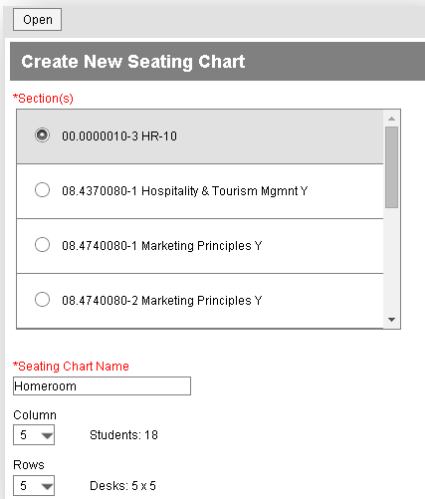 Open
Create New Seating Chart
*Section(s)
00.0000010-3 HR-10
08.4370080-1 Hospitality & Tourism Mgmnt Y
08.4740080-1 Marketing Principles Y
08.4740080-2 Marketing Principles Y
*Seating Chart Name
Homeroom
Column
5 Students: 18
Rows
5 Desks: 5 x 5